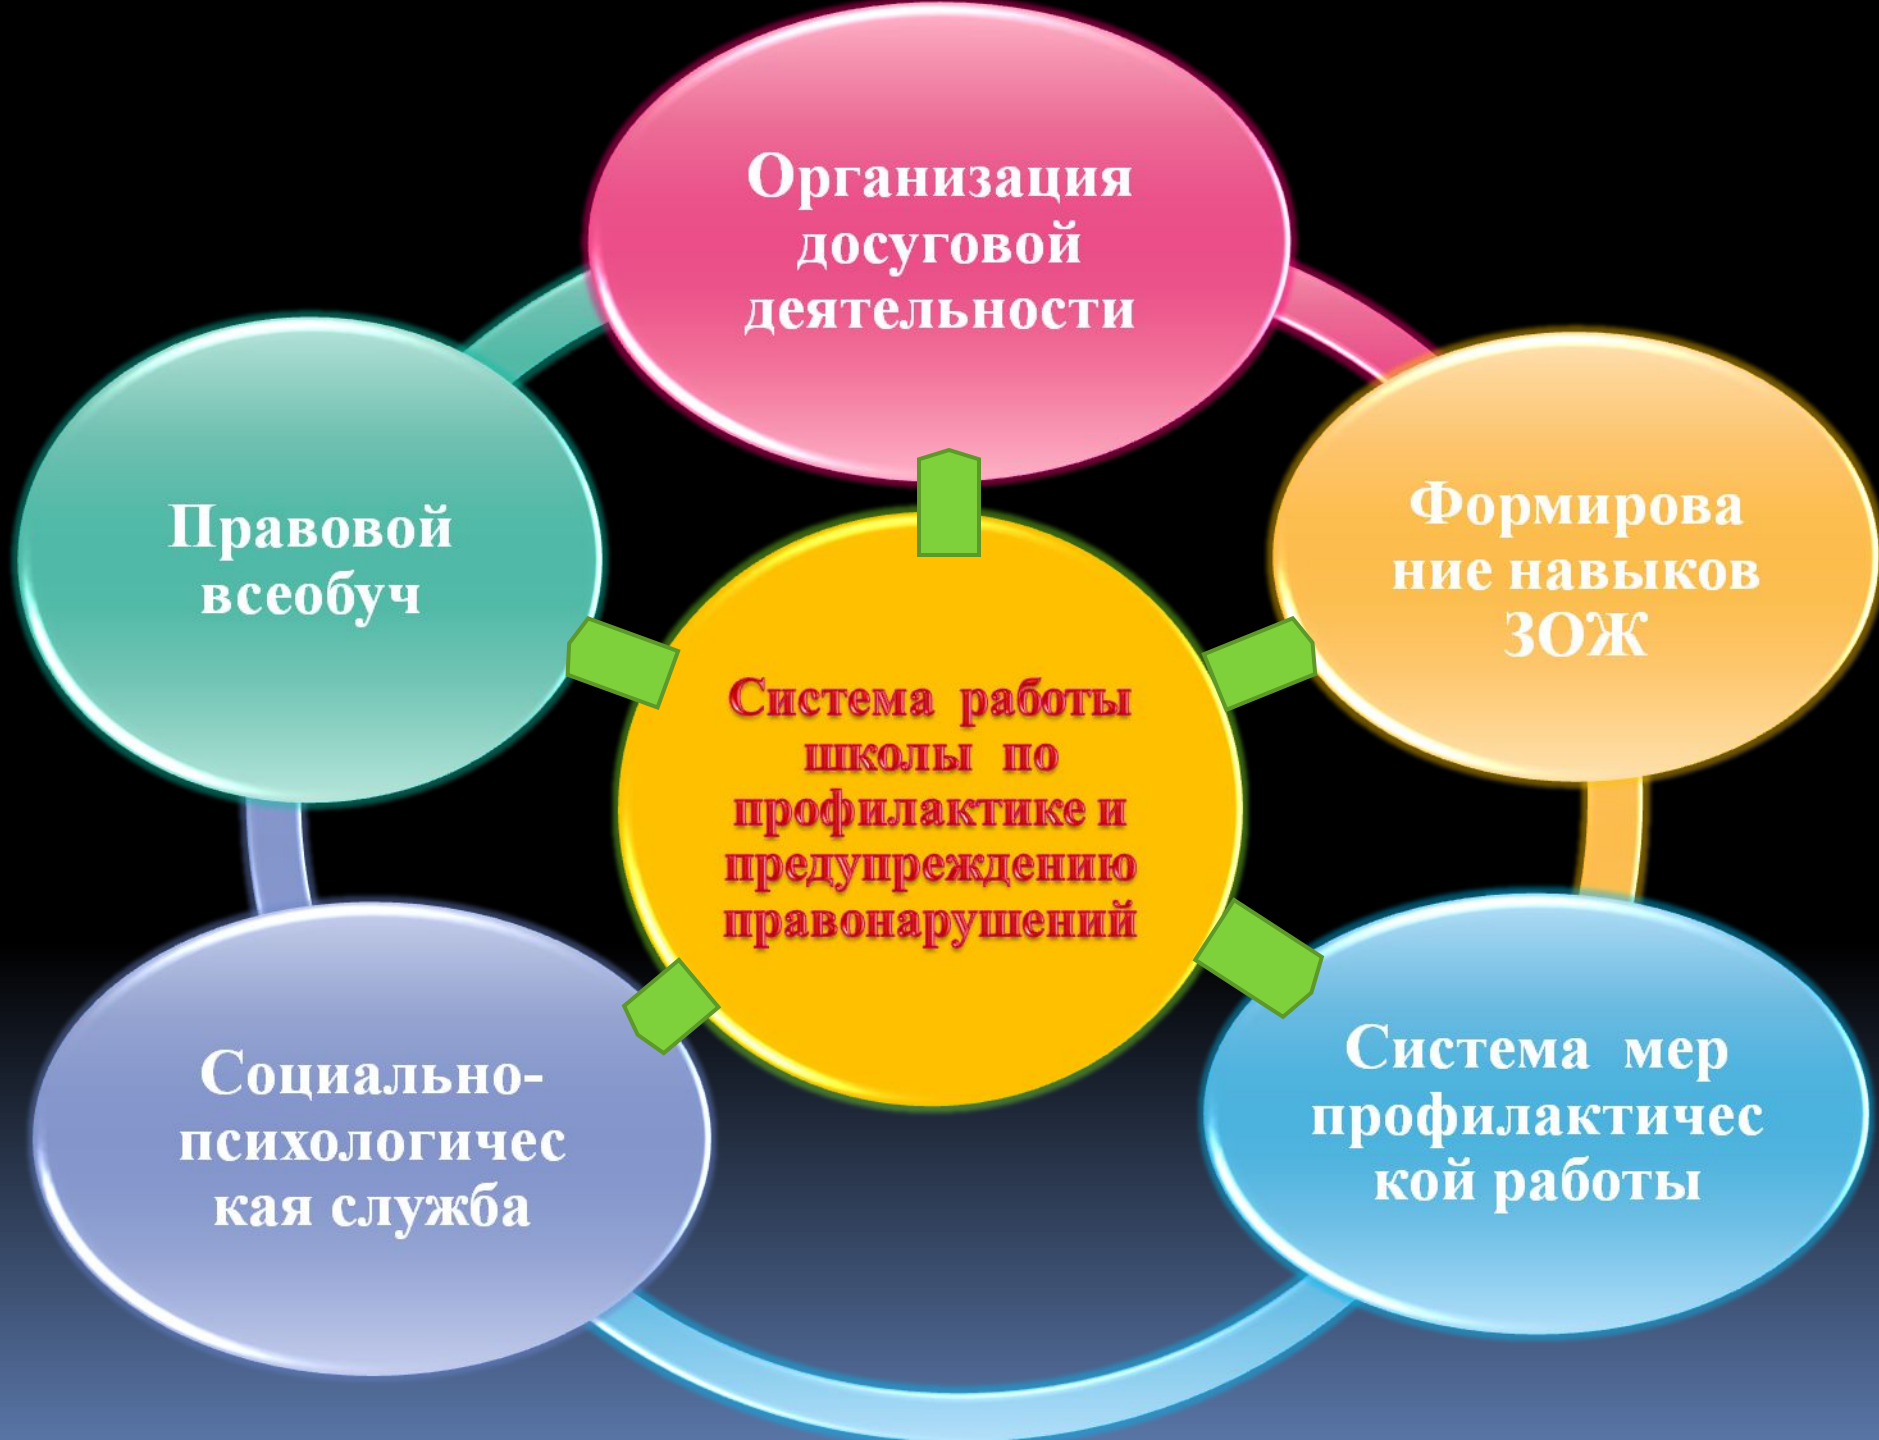 Организация
досуговой
деятельности
Правовой
всеобуч
Формирова
ние навыков
ЗОЖ
Система работы
школы по
профилактике и
предупреждению
правонарушений
Социально-
психологичес
кая служба
Система мер
профилактичес
кой работы